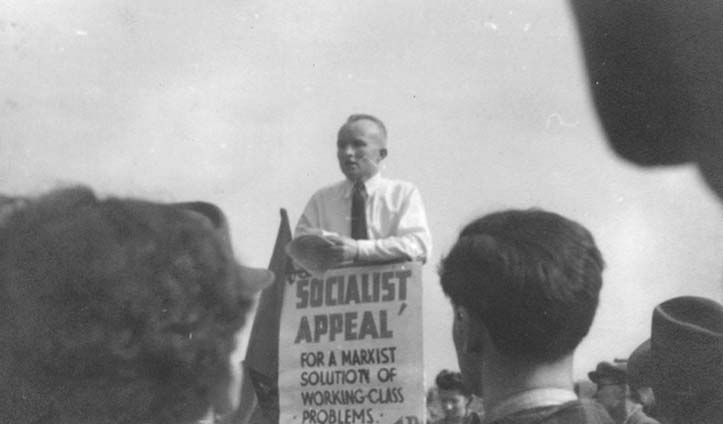 'SOCIALIST
APPEAL'
FOR A MARXIST
SOLUTION OF
WORKING-CLASS
· PROBLEMS ·